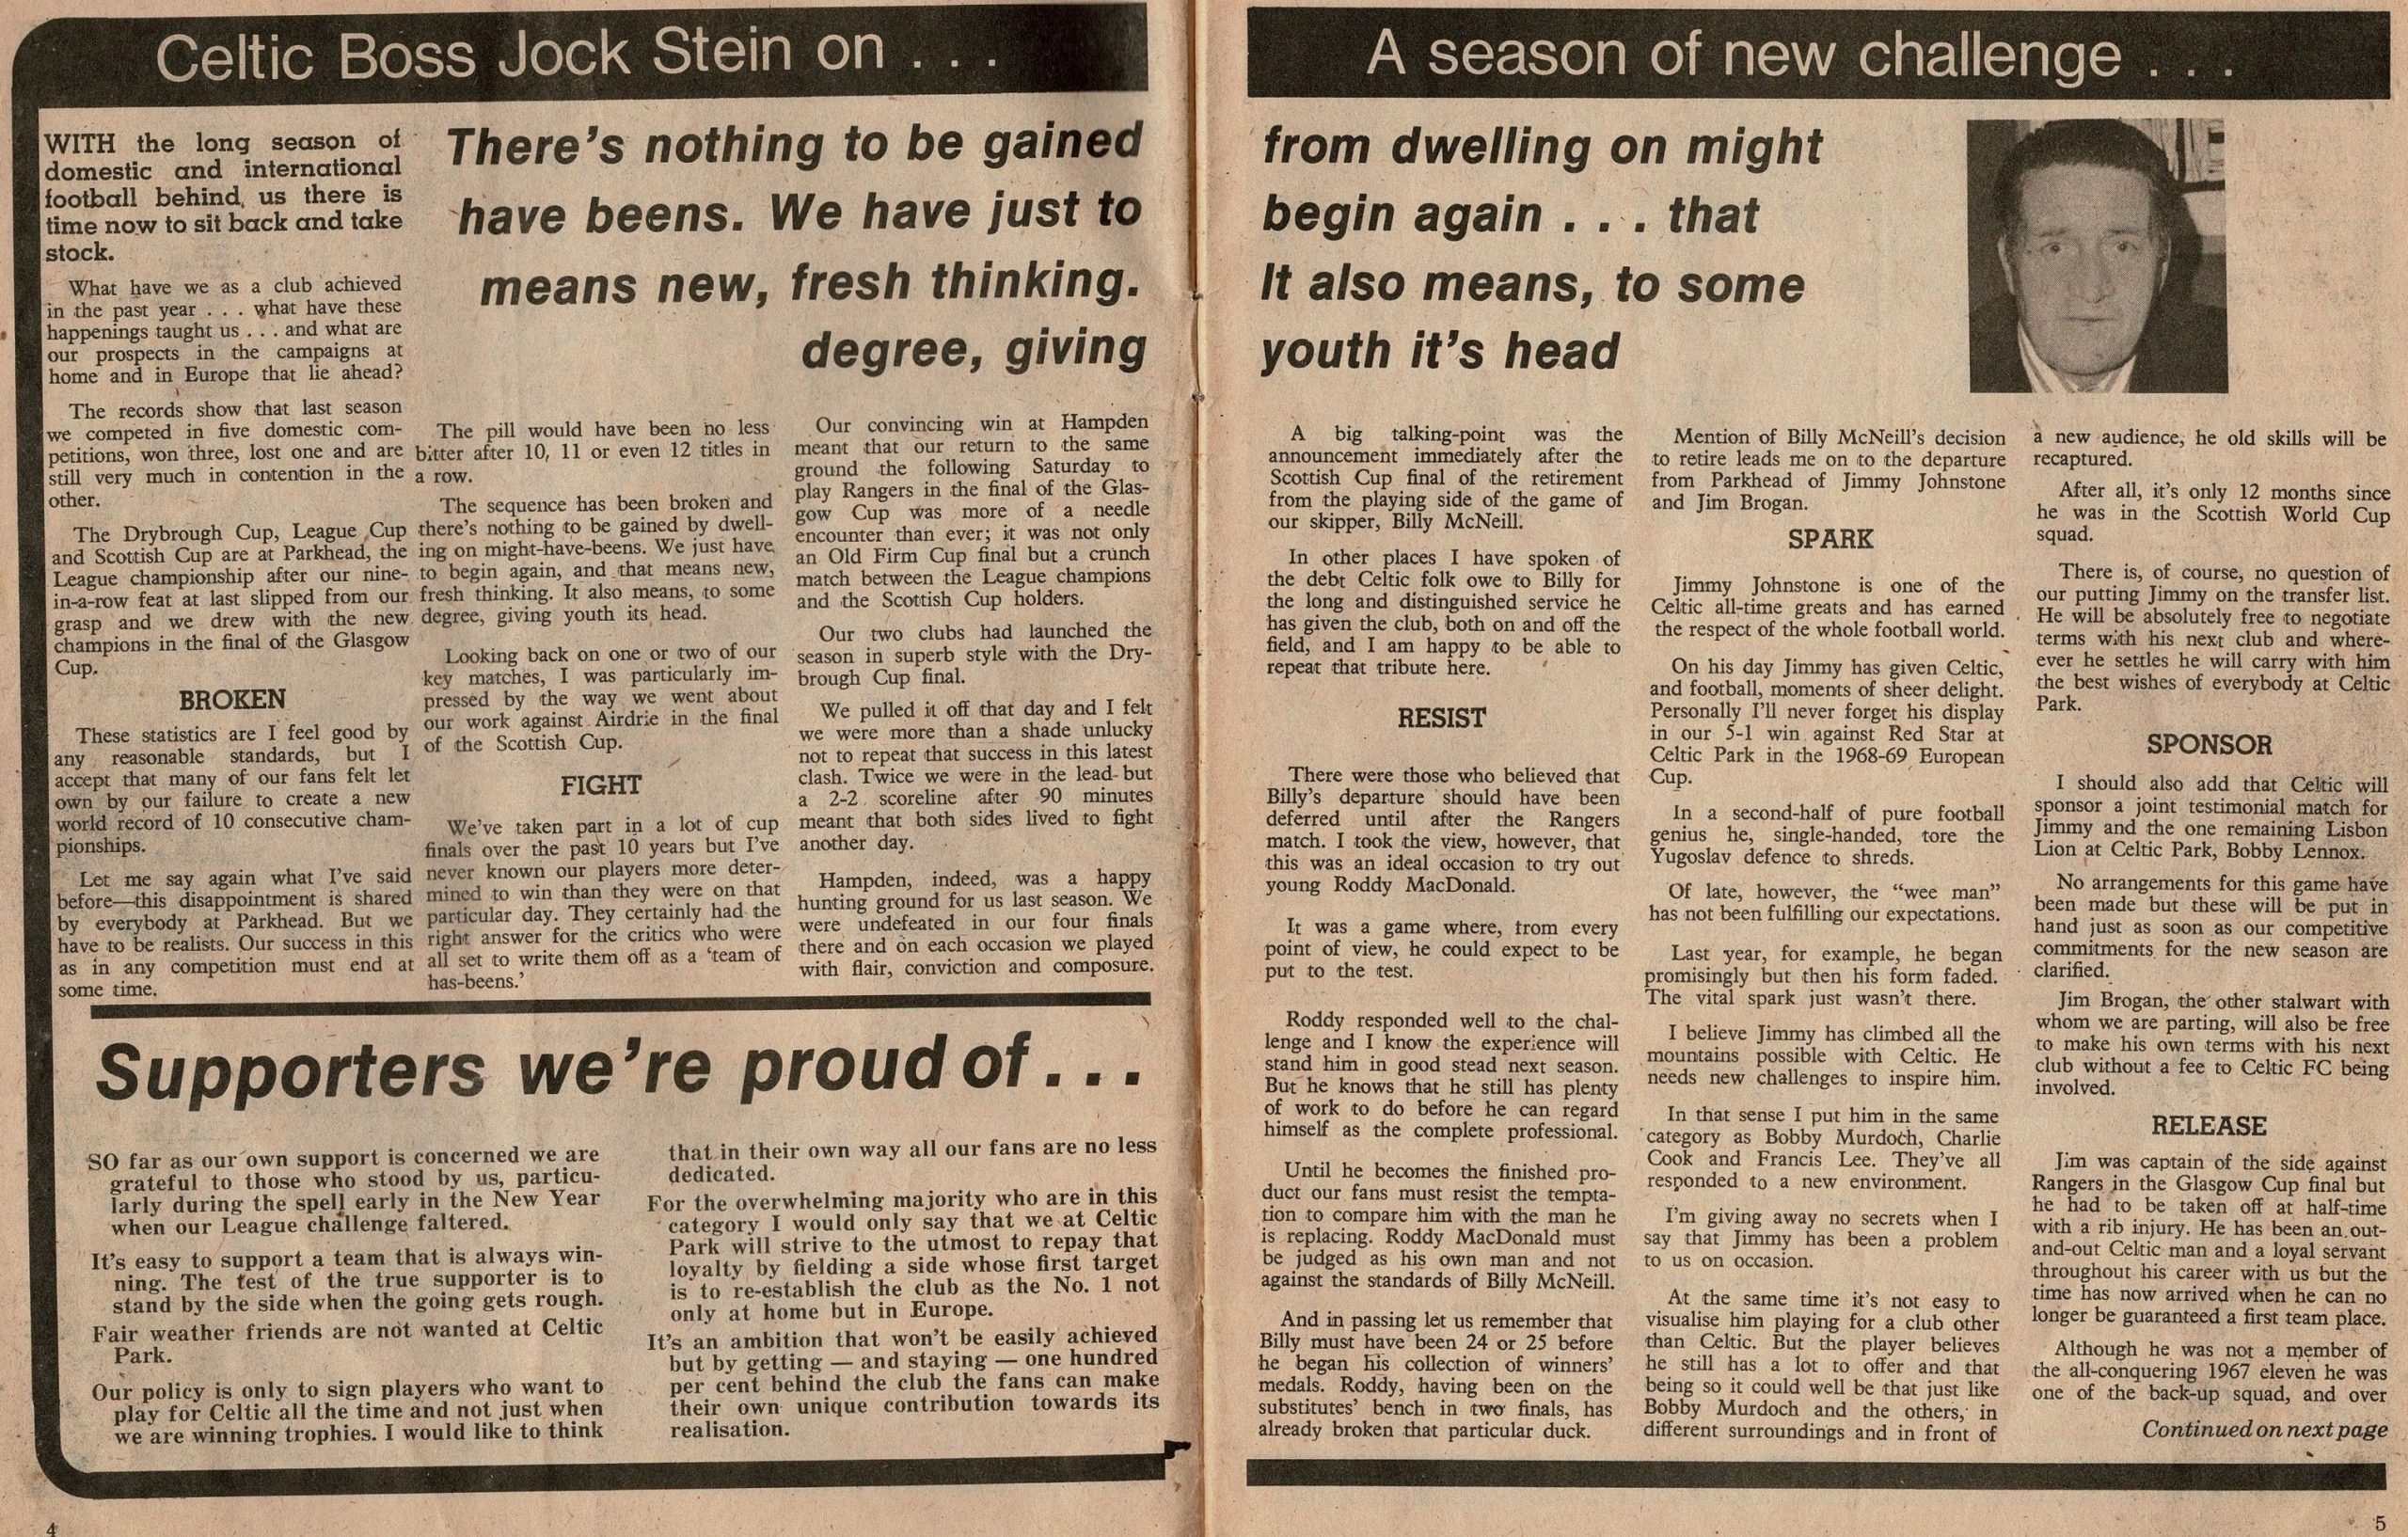 Celtic Boss Jock Stein on . . .
A season of new challenge . . .
There's nothing to be gained
from dwelling on might
have beens. We have just to
begin again . . . that
means new, fresh thinking.
It also means, to some
degree, giving
youth it's head
WITH the long season of
domestic and international
football behind us there is
time now to sit back and take
stock.
What have we as a club achieved
in the past year . . . what have these
happenings taught us . . . and what are
our prospects in the campaigns at
home and in Europe that lie ahead?
The records show that last season
we competed in five domestic com-
petitions, won three, lost one and are
still very much in contention in the
other.
The Drybrough Cup, League Cup
and Scottish Cup are at Parkhead, the
League championship after our nine-
in-a-row feat at last slipped from our
grasp and we drew with the new
champions in the final of the Glasgow
Cup.
BROKEN
These statistics are I feel good by
any reasonable standards, but I
accept that many of our fans felt let
own by our failure to create a new
world record of 10 consecutive cham-
pionships.
Let me say again what I've said
before—this disappointment is shared
by everybody at Parkhead. But we
have to be realists. Our success in this
as in any competition must end at
some time.
The pill would have been no less
bitter after 10, 11 or even 12 titles in
a row.
The sequence has been broken and
there's nothing to be gained by dwell-
ing on might-have-beens. We just have
to begin again, and that means new,
fresh thinking. It also means, to some
degree, giving youth its head.
Looking back on one or two of our
key matches, I was particularly im-
pressed by the way we went about
our work against Airdrie in the final
of the Scottish Cup.
FIGHT
We've taken part in a lot of cup
finals over the past 10 years but I've
never known our players more deter-
mined to win than they were on that
particular day. They certainly had the
right answer for the critics who were
all set to write them off as a 'team of
has-beens.'
Our convincing win at Hampden
meant that our return to the same
ground the following Saturday to
play Rangers in the final of the Glas-
gow Cup was more of a needle
encounter than ever; it was not only
an Old Firm Cup final but a crunch
match between the League champions
and the Scottish Cup holders.
Our two clubs had launched the
season in superb style with the Dry-
brough Cup final.
We pulled it off that day and I felt
we were more than a shade unlucky
not to repeat that success in this latest
clash. Twice we were in the lead but
a 2-2 scoreline after 90 minutes
meant that both sides lived to fight
another day.
Hampden, indeed, was a happy
hunting ground for us last season. We
were undefeated in our four finals
there and on each occasion we played
with flair, conviction and composure.
Supporters we're proud of . . .
SO far as our own support is concerned we are
grateful to those who stood by us, particu-
larly during the spell early in the New Year
when our League challenge faltered.
It's easy to support a team that is always win-
ning. The test of the true supporter is to
stand by the side when the going gets rough.
Fair weather friends are not wanted at Celtic
Park.
Our policy is only to sign players who want to
play for Celtic all the time and not just when
we are winning trophies. I would like to think
that in their own way all our fans are no less
dedicated.
For the overwhelming majority who are in this
category I would only say that we at Celtic
Park will strive to the utmost to repay that
loyalty by fielding a side whose first target
is to re-establish the club as the No. 1 not
only at home but in Europe.
It's an ambition that won't be easily achieved
but by getting — and staying — one hundred
per cent behind the club the fans can make
their own unique contribution towards its
realisation.
4
A big talking-point was the
announcement immediately after the
Scottish Cup final of the retirement
from the playing side of the game of
our skipper, Billy McNeill.
In other places I have spoken of
the debt Celtic folk owe to Billy for
the long and distinguished service he
has given the club, both on and off the
field, and I am happy to be able to
repeat that tribute here.
RESIST
There were those who believed that
Billy's departure should have been
deferred until after the Rangers
match. I took the view, however, that
this was an ideal occasion to try out
young Roddy MacDonald.
It was a game where, from every
point of view, he could expect to be
put to the test.
Roddy responded well to the chal-
lenge and I know the experience will
stand him in good stead next season.
But he knows that he still has plenty
of work to do before he can regard
himself as the complete professional.
Until he becomes the finished pro-
duct our fans must resist the tempta-
tion to compare him with the man he
is replacing. Roddy MacDonald must
be judged as his own man and not
against the standards of Billy McNeill.
And in passing let us remember that
Billy must have been 24 or 25 before
he began his collection of winners'
medals. Roddy, having been on the
substitutes' bench in two finals, has
already broken that particular duck.
Mention of Billy McNeill's decision
to retire leads me on to the departure
from Parkhead of Jimmy Johnstone
and Jim Brogan.
SPARK
Jimmy Johnstone is one of the
Celtic all-time greats and has earned
the respect of the whole football world.
On his day Jimmy has given Celtic,
and football, moments of sheer delight.
Personally I'll never forget his display
in our 5-1 win against Red Star at
Celtic Park in the 1968-69 European
Cup.
In a second-half of pure football
genius he, single-handed, tore the
Yugoslav defence to shreds.
Of late, however, the "wee man"
has not been fulfilling our expectations.
Last year, for example, he began
promisingly but then his form faded.
The vital spark just wasn't there.
I believe Jimmy has climbed all the
mountains possible with Celtic. He
needs new challenges to inspire him.
In that sense I put him in the same
category as Bobby Murdoch, Charlie
Cook and Francis Lee. They've all
responded to a new environment.
I'm giving away no secrets when I
say that Jimmy has been a problem
to us on occasion.
At the same time it's not easy to
visualise him playing for a club other
than Celtic. But the player believes
he still has a lot to offer and that
being so it could well be that just like
Bobby Murdoch and the others, in
different surroundings and in front of
a new audience, he old skills will be
recaptured.
After all, it's only 12 months since
he was in the Scottish World Cup
squad.
There is, of course, no question of
our putting Jimmy on the transfer list.
He will be absolutely free to negotiate
terms with his next club and where-
ever he settles he will carry with him
the best wishes of everybody at Celtic
Park.
SPONSOR
I should also add that Celtic will
sponsor a joint testimonial match for
Jimmy and the one remaining Lisbon
Lion at Celtic Park, Bobby Lennox.
No arrangements for this game have
been made but these will be put in
hand just as soon as our competitive
commitments for the new season are
clarified.
Jim Brogan, the other stalwart with
whom we are parting, will also be free
to make his own terms with his next
club without a fee to Celtic FC being
involved.
RELEASE
Jim was captain of the side against
Rangers in the Glasgow Cup final but
he had to be taken off at half-time
with a rib injury. He has been an out-
and-out Celtic man and a loyal servant
throughout his career with us but the
time has now arrived when he can no
longer be guaranteed a first team place.
Although he was not a member of
the all-conquering 1967 eleven he was
one of the back-up squad, and over
Continued on next page
5